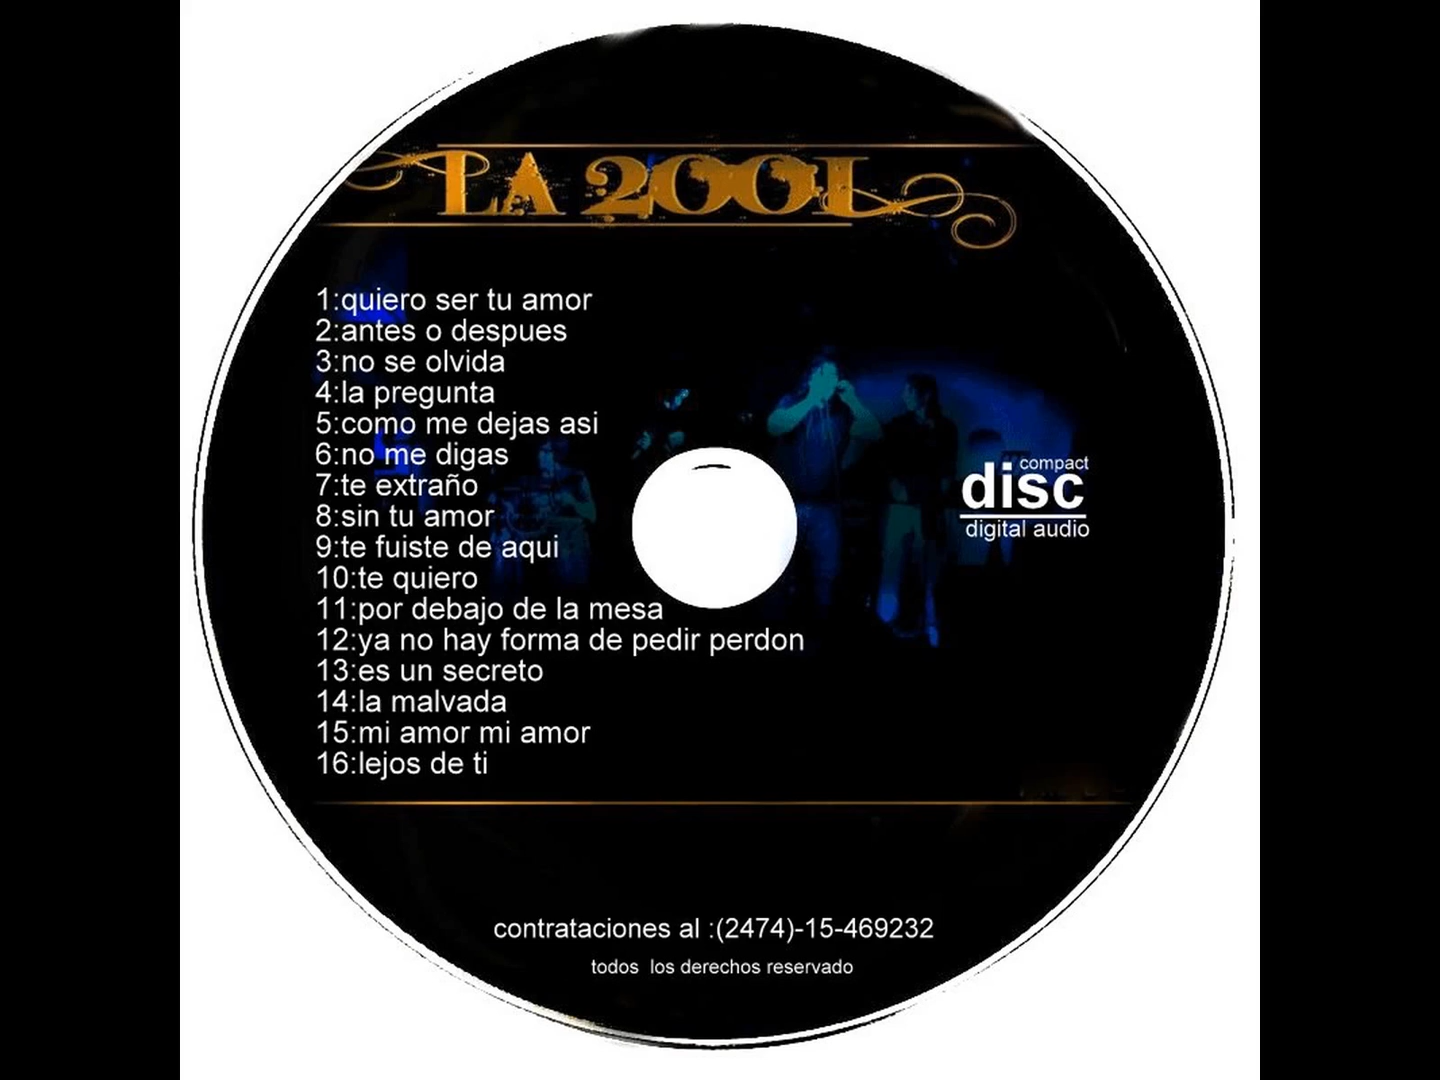 LA 2001
1:quiero ser tu amor
2:antes o despues
3:no se olvida
4:la pregunta
5:como me dejas asi
6:no me digas
7:te extraño
8:sin tu amor
9:te fuiste de aqui
10:te quiero
11:por debajo de la mesa
12:ya no hay forma de pedir perdon
13:es un secreto
14:la malvada
15:mi amor mi amor
16:lejos de ti
compact
disc
digital audio
contrataciones al :(2474)-15-469232
todos los derechos reservado